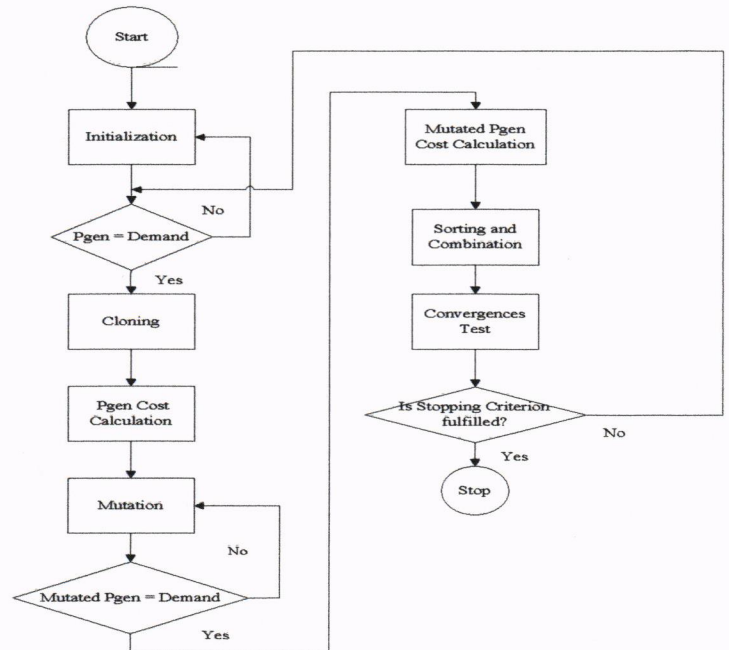 Start
Initialization
No
Pgen = Demand
Yes
Cloning
Pgen Cost
Calculation
Mutation
No
Mutated Pgen = Demand
Yes
Mutated Pgen
Cost Calculation
Sorting and
Combination
Convergences
Test
Is Stopping Criterion
fulfilled?
No
Yes
Stop